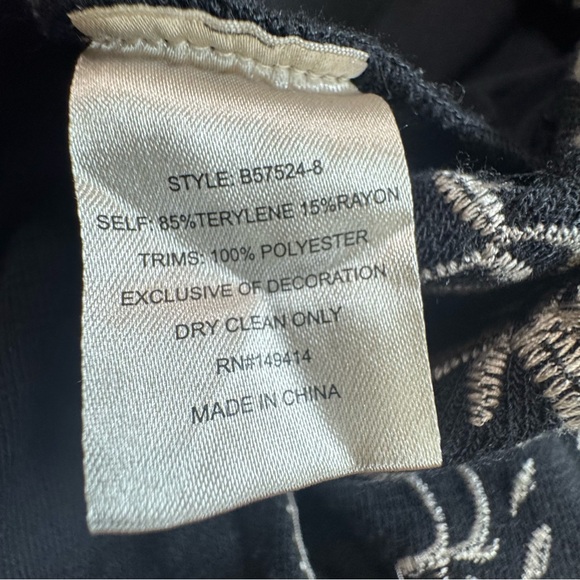 STYLE: B57524-8
SELF: 85%TERYLENE 15%RAYON
TRIMS: 100% POLYESTER
EXCLUSIVE OF DECORATION
DRY CLEAN ONLY
RN#149414
MADE IN CHINA